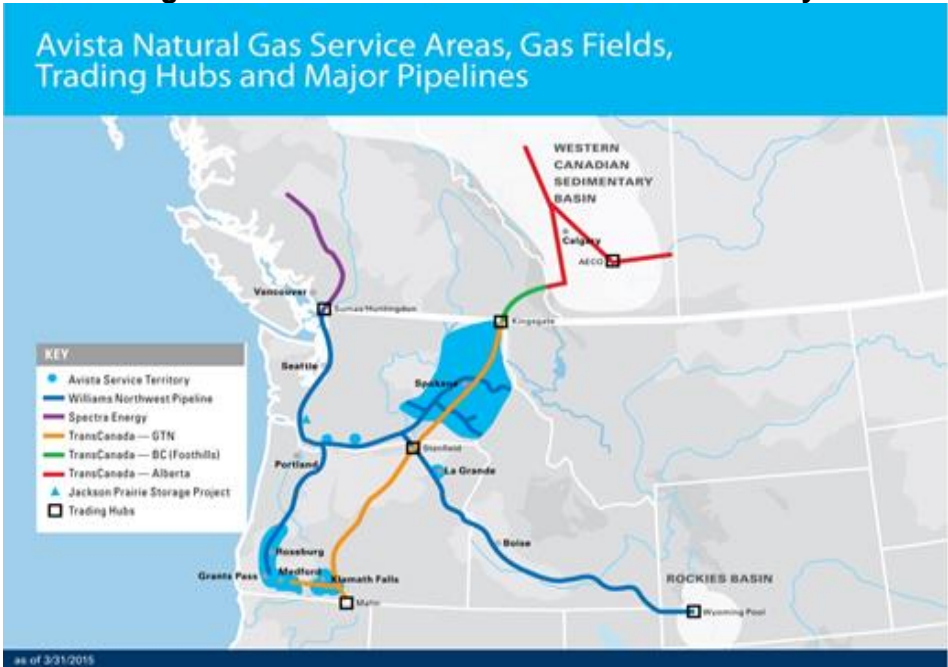 Avista Natural Gas Service Areas, Gas Fields,
Trading Hubs and Major Pipelines
WESTERN
CANADIAN
SEDIMENTARY
BASIN
Calgary
AECO
Vancouver
Sumas/Huntingdon
Kingsgate
KEY
Avista Service Territory
Williams Northwest Pipeline
Spectra Energy
TransCanada — GTN
TransCanada — BC (Foothills)
TransCanada — Alberta
Jackson Prairie Storage Project
Trading Hubs
Seattle
Spokane
Stanfield
Portland
La Grande
Boise
Roseburg
Medford
Grants Pass
Klamath Falls
Malin
ROCKIES BASIN
Wyoming Pool
as of 3/31/2015